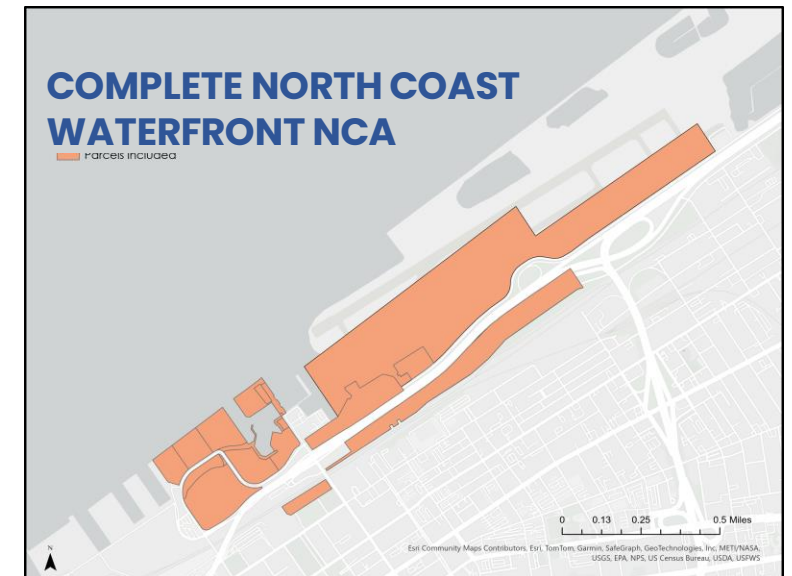 COMPLETE NORTH COAST
WATERFRONT NCA
Parcels included
0 0.13 0.25 0.5 Miles
N
Esri Community Maps Contributors, Esri, TomTom, Garmin, SafeGraph, GeoTechnologies, Inc, METI/NASA,
USGS, EPA, NPS, US Census Bureau, USDA, USFWS